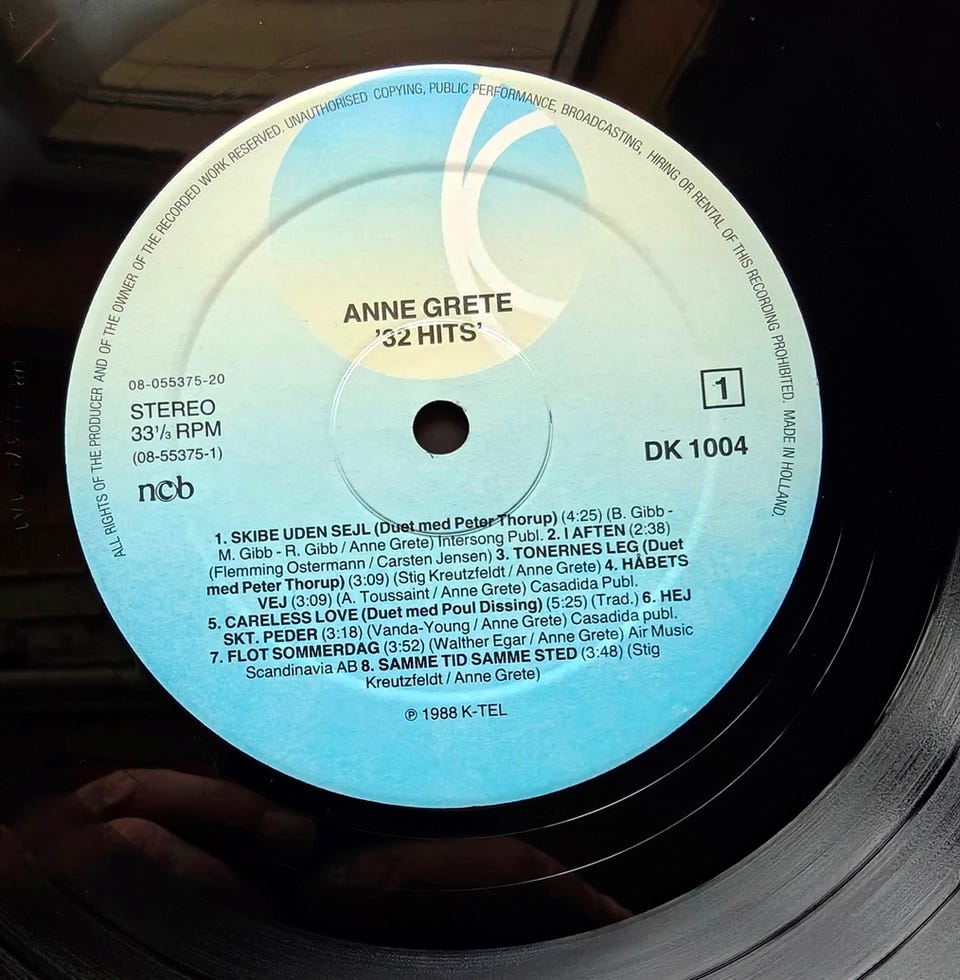 ALL RIGHTS OF THE PRODUCER AND OF THE OWNER OF THE RECORDED WORK RESERVED. UNAUTHORISED COPYING, PUBLIC PERFORMANCE, BROADCASTING, HIRING OR RENTAL OF THIS RECORDING PROHIBITED. MADE IN HOLLAND.
ANNE GRETE
'32 HITS'
08-055375-20
STEREO
33 1/3 RPM
(08-55375-1)
ncb
1
DK 1004
1. SKIBE UDEN SEJL (Duet med Peter Thorup) (4:25) (B. Gibb -
M. Gibb - R. Gibb / Anne Grete) Intersong Publ. 2. I AFTEN (2:38)
(Flemming Ostermann / Carsten Jensen) 3. TONERNES LEG (Duet
med Peter Thorup) (3:09) (Stig Kreutzfeldt / Anne Grete) 4. HÅBETS
VEJ (3:09) (A. Toussaint / Anne Grete) Casadida Publ.
5. CARELESS LOVE (Duet med Poul Dissing) (5:25) (Trad.) 6. HEJ
SKT. PEDER (3:18) (Vanda-Young / Anne Grete) Casadida publ.
7. FLOT SOMMERDAG (3:52) (Walther Egar / Anne Grete) Air Music
Scandinavia AB 8. SAMME TID SAMME STED (3:48) (Stig
Kreutzfeldt / Anne Grete)
℗ 1988 K-TEL